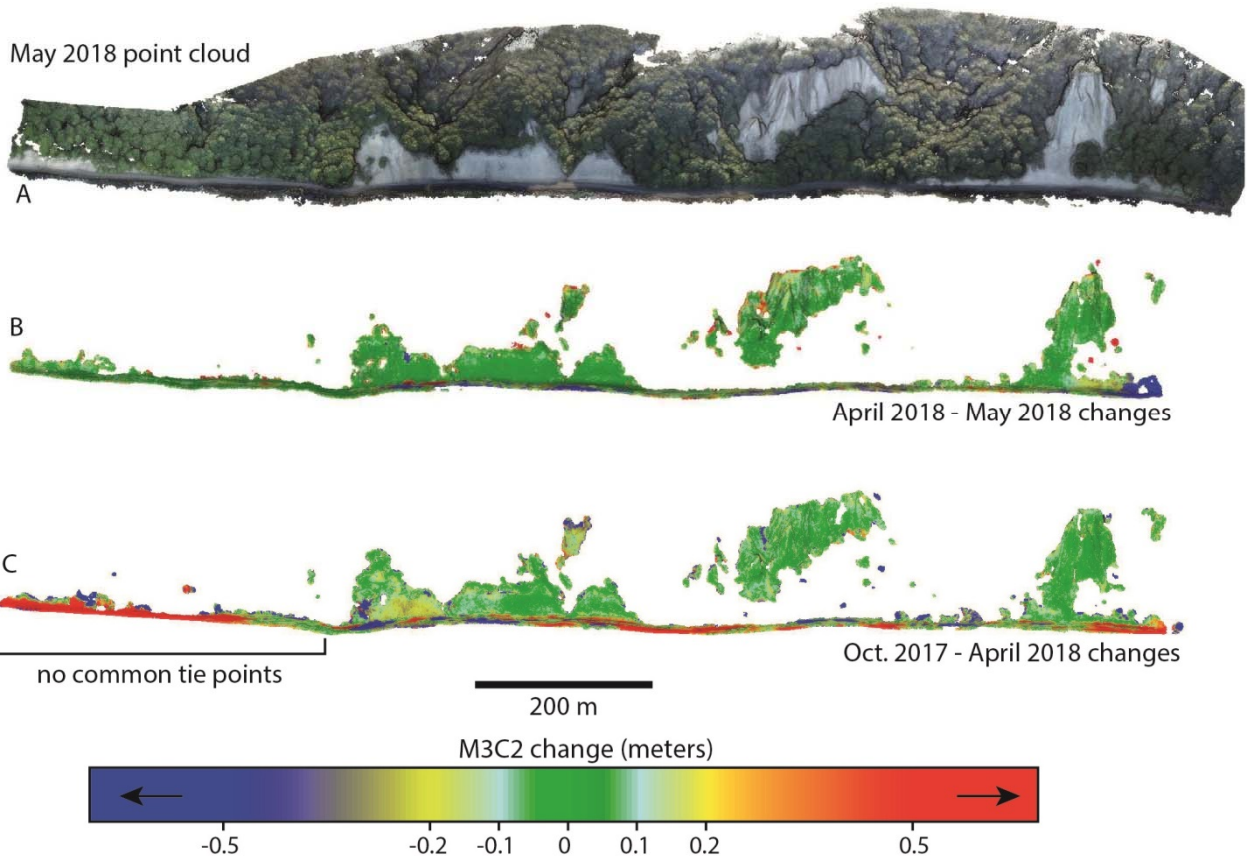 May 2018 point cloud
A
B
April 2018 - May 2018 changes
C
Oct. 2017 - April 2018 changes
no common tie points
200 m
M3C2 change (meters)
-0.5 -0.2 -0.1 0 0.1 0.2 0.5